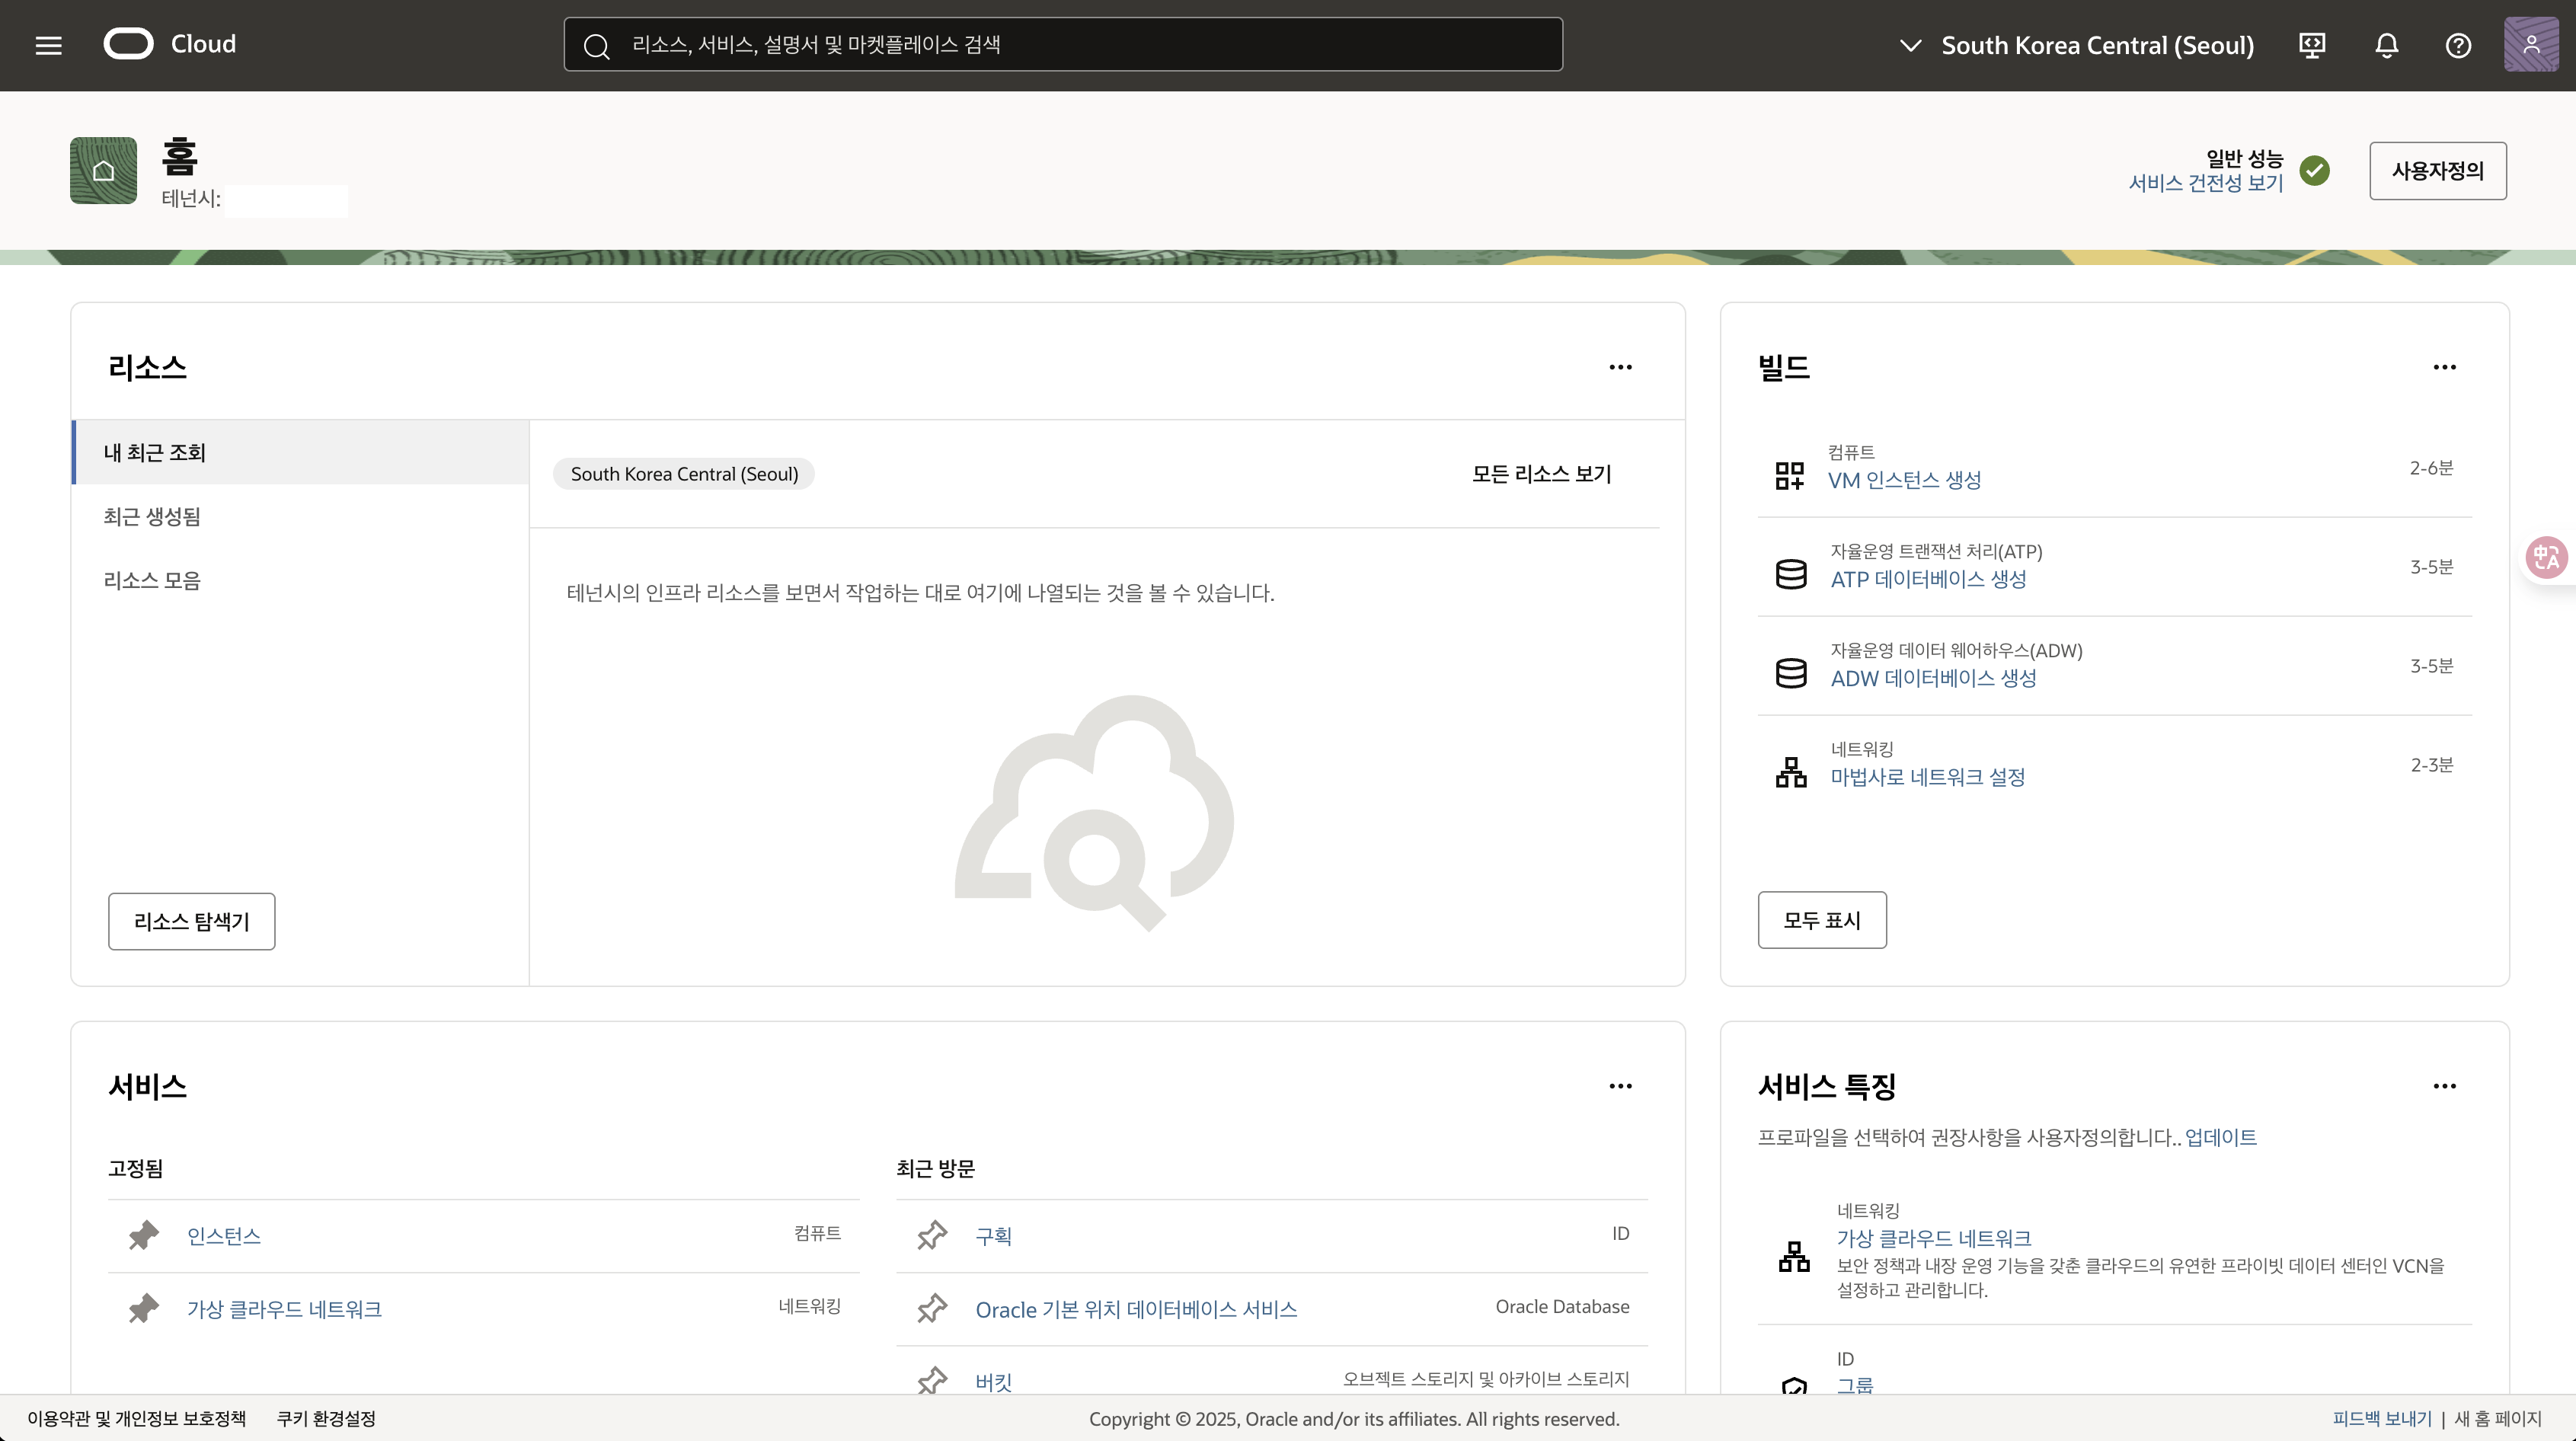 Cloud
리소스, 서비스, 설명서 및 마켓플레이스 검색
South Korea Central (Seoul)
홈
테넌시:
일반 성능
서비스 건전성 보기
사용자정의
리소스
내 최근 조회
최근 생성됨
리소스 모음
리소스 탐색기
South Korea Central (Seoul)
모든 리소스 보기
테넌시의 인프라 리소스를 보면서 작업하는 대로 여기에 나열되는 것을 볼 수 있습니다.
빌드
컴퓨트
VM 인스턴스 생성
2-6분
자율운영 트랜잭션 처리(ATP)
ATP 데이터베이스 생성
3-5분
자율운영 데이터 웨어하우스(ADW)
ADW 데이터베이스 생성
3-5분
네트워킹
마법사로 네트워크 설정
2-3분
모두 표시
中A
서비스
고정됨
인스턴스
컴퓨트
가상 클라우드 네트워크
네트워킹
최근 방문
구획
ID
Oracle 기본 위치 데이터베이스 서비스
Oracle Database
버킷
오브젝트 스토리지 및 아카이브 스토리지
서비스 특징
프로파일을 선택하여 권장사항을 사용자정의합니다.. 업데이트
네트워킹
가상 클라우드 네트워크
보안 정책과 내장 운영 기능을 갖춘 클라우드의 유연한 프라이빗 데이터 센터인 VCN을
설정하고 관리합니다.
ID
그룹
이용약관 및 개인정보 보호정책
쿠키 환경설정
Copyright © 2025, Oracle and/or its affiliates. All rights reserved.
피드백 보내기 | 새 홈 페이지